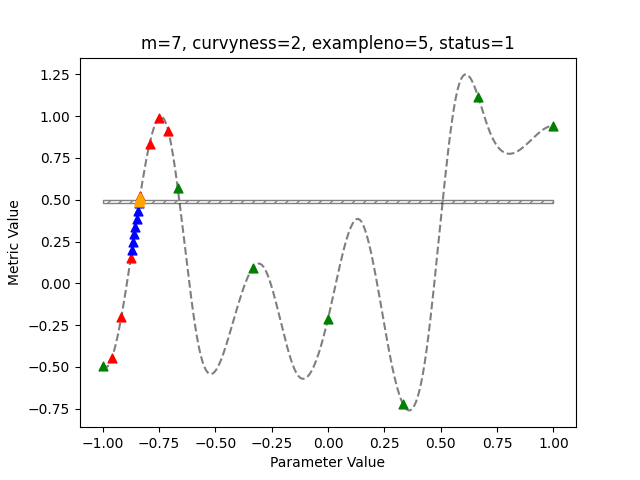 m=7, curvyness=2, exampleno=5, status=1
Metric Value
1.25
1.00
0.75
0.50
0.25
0.00
−0.25
−0.50
−0.75
−1.00 −0.75 −0.50 −0.25 0.00 0.25 0.50 0.75 1.00
Parameter Value